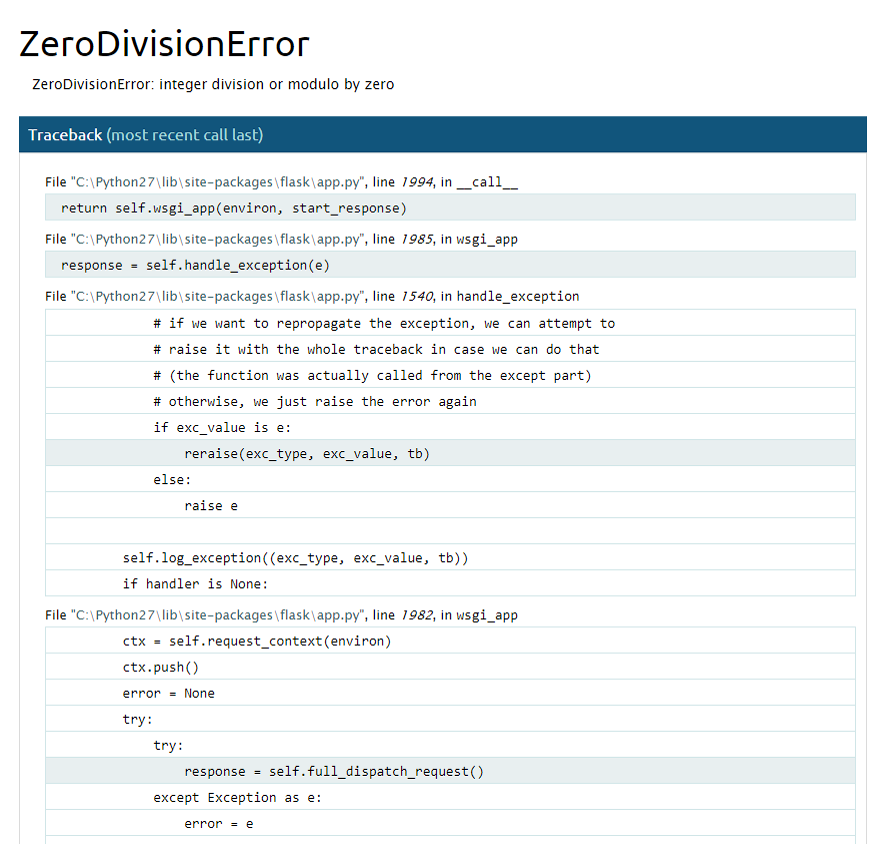 ZeroDivisionError
ZeroDivisionError: integer division or modulo by zero
Traceback (most recent call last)
File "C:\Python27\lib\site-packages\flask\app.py", line 1994, in __call__
return self.wsgi_app(environ, start_response)
File "C:\Python27\lib\site-packages\flask\app.py", line 1985, in wsgi_app
response = self.handle_exception(e)
File "C:\Python27\lib\site-packages\flask\app.py", line 1540, in handle_exception
# if we want to repropagate the exception, we can attempt to
# raise it with the whole traceback in case we can do that
# (the function was actually called from the except part)
# otherwise, we just raise the error again
if exc_value is e:
reraise(exc_type, exc_value, tb)
else:
raise e
self.log_exception((exc_type, exc_value, tb))
if handler is None:
File "C:\Python27\lib\site-packages\flask\app.py", line 1982, in wsgi_app
ctx = self.request_context(environ)
ctx.push()
error = None
try:
try:
response = self.full_dispatch_request()
except Exception as e:
error = e